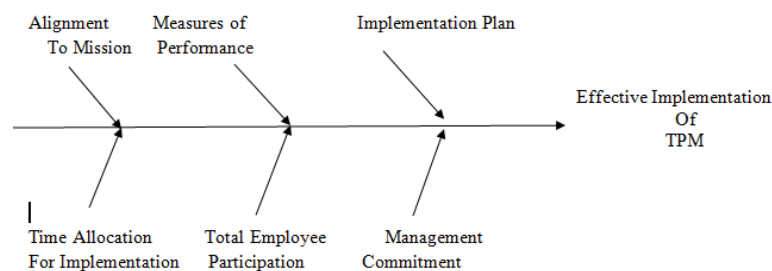 Alignment
To Mission
Measures of
Performance
Implementation Plan
Effective Implementation
Of
TPM
Time Allocation
For Implementation
Total Employee
Participation
Management
Commitment